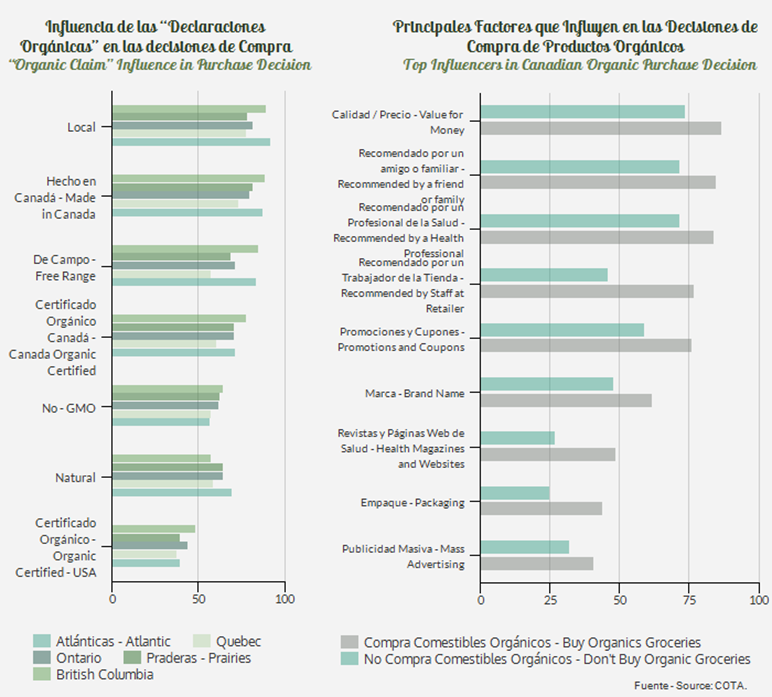 Influencia de las “Declaraciones
Orgánicas” en las decisiones de Compra
“Organic Claim” Influence in Purchase Decision
Local
Hecho en
Canadá - Made
in Canada
De Campo -
Free Range
Certificado
Orgánico
Canadá -
Canada Organic
Certified
No - GMO
Natural
Certificado
Orgánico -
Organic
Certified - USA
0 50 100
Atlánticas - Atlantic Quebec
Ontario Praderas - Prairies
British Columbia
Principales Factores que Influyen en las Decisiones de
Compra de Productos Orgánicos
Top Influencers in Canadian Organic Purchase Decision
Calidad / Precio - Value for
Money
Recomendado por un
amigo o familiar -
Recommended by a friend
or family
Recomendado por un
Profesional de la Salud -
Recommended by a Health
Professional
Recomendado por un
Trabajador de la Tienda -
Recommended by Staff at
Retailer
Promociones y Cupones -
Promotions and Coupons
Marca - Brand Name
Revistas y Páginas Web de
Salud - Health Magazines
and Websites
Empaque - Packaging
Publicidad Masiva - Mass
Advertising
0 25 50 75 100
Compra Comestibles Orgánicos - Buy Organics Groceries
No Compra Comestibles Orgánicos - Don't Buy Organic Groceries
Fuente - Source: COTA.